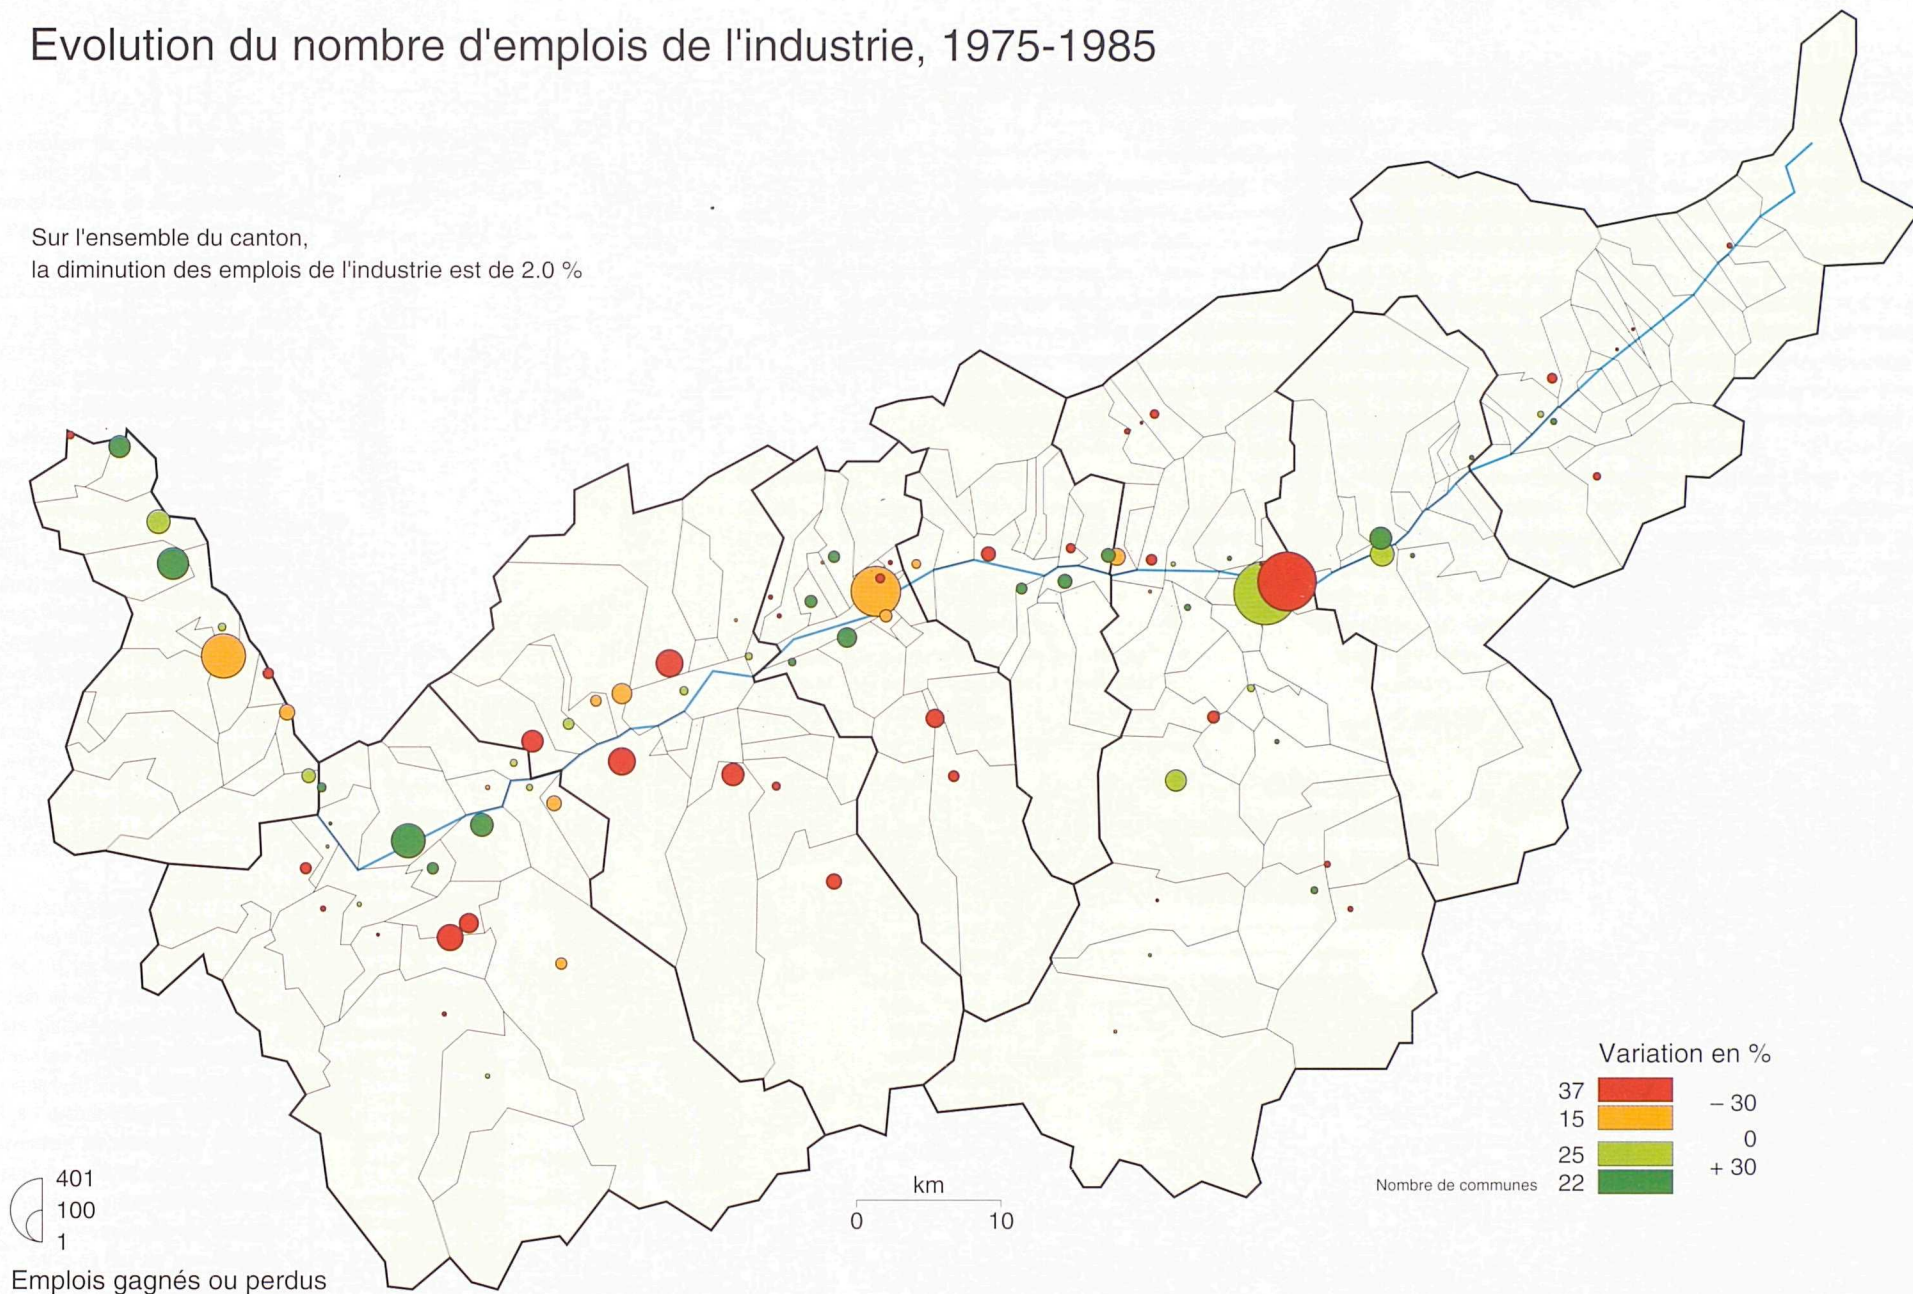 Evolution du nombre d'emplois de l'industrie, 1975-1985
Sur l'ensemble du canton,
la diminution des emplois de l'industrie est de 2.0 %
Variation en %
37
– 30
15
0
25
+ 30
Nombre de communes 22
km
0 10
401
100
1
Emplois gagnés ou perdus